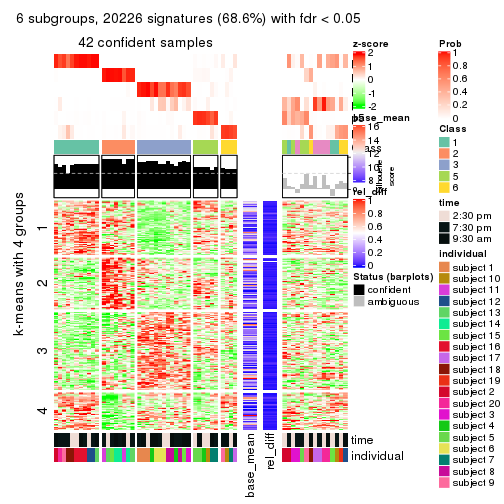 6 subgroups, 20226 signatures (68.6%) with fdr < 0.05
42 confident samples
k-means with 4 groups
1
2
3
4
base_mean
rel_diff
time
individual
z-score
2
1
0
-1
-2
base_mean
16
14
12
10
8
Silhouette
score
rel_diff
1
0.8
0.6
0.4
0.2
0
Status (barplots)
confident
ambiguous
Prob
1
0.8
0.6
0.4
0.2
0
Class
1
2
3
5
6
time
2:30 pm
7:30 pm
9:30 am
Individual
subject 1
subject 10
subject 11
subject 12
subject 13
subject 14
subject 15
subject 16
subject 17
subject 18
subject 19
subject 2
subject 20
subject 3
subject 4
subject 5
subject 6
subject 7
subject 8
subject 9